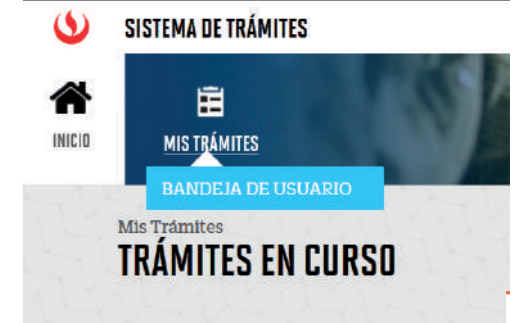 SISTEMA DE TRÁMITES
INICIO
MIS TRÁMITES
BANDEJA DE USUARIO
Mis Trámites
TRÁMITES EN CURSO